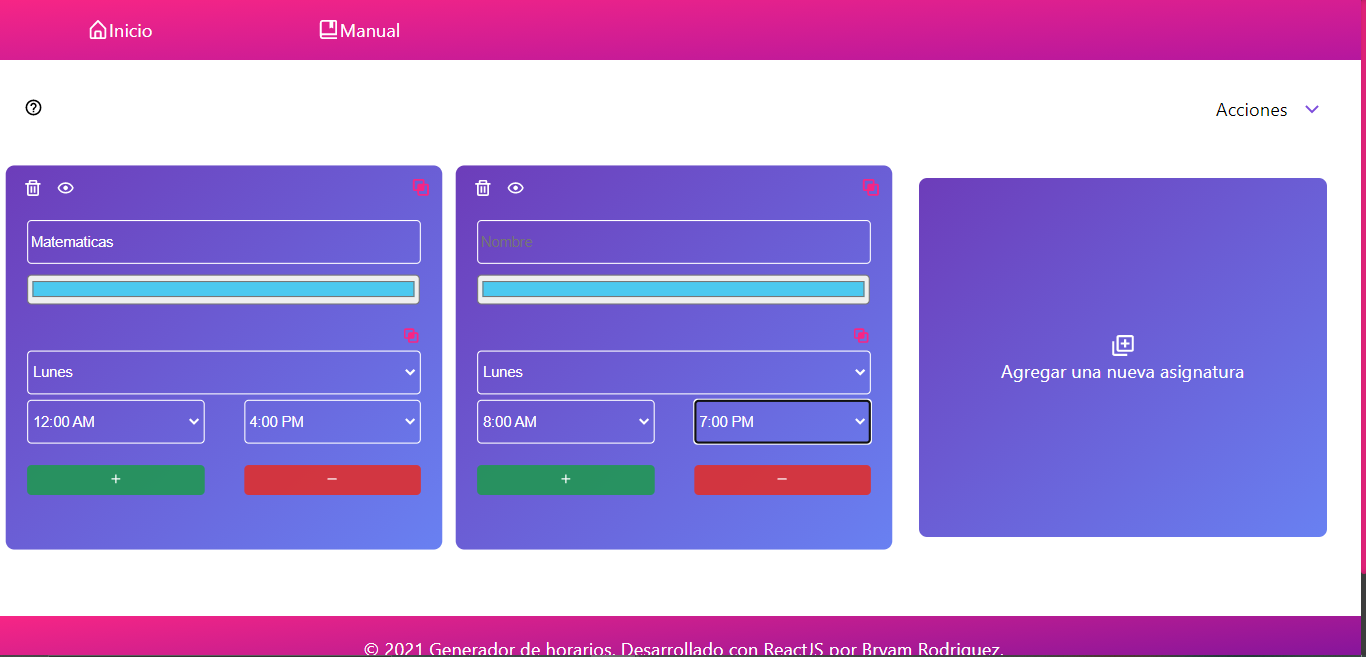 Inicio
Manual
Acciones
Matematicas
Lunes
12:00 AM
4:00 PM
+
−
Nombre
Lunes
8:00 AM
7:00 PM
+
−
Agregar una nueva asignatura
© 2021 Generador de horarios. Desarrollado con ReactJS por Bryam Rodriguez.